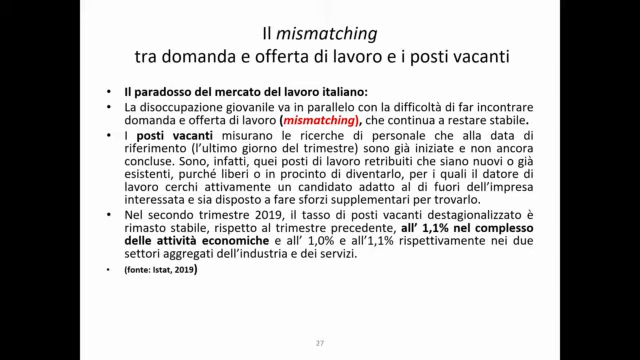 Il mismatching
tra domanda e offerta di lavoro e i posti vacanti
• Il paradosso del mercato del lavoro italiano:
• La disoccupazione giovanile va in parallelo con la difficoltà di far incontrare
domanda e offerta di lavoro (mismatching), che continua a restare stabile.
• I posti vacanti misurano le ricerche di personale che alla data di
riferimento (l'ultimo giorno del trimestre) sono già iniziate e non ancora
concluse. Sono, infatti, quei posti di lavoro retribuiti che siano nuovi o già
esistenti, purché liberi o in procinto di diventarlo, per i quali il datore di
lavoro cerchi attivamente un candidato adatto al di fuori dell'impresa
interessata e sia disposto a fare sforzi supplementari per trovarlo.
• Nel secondo trimestre 2019, il tasso di posti vacanti destagionalizzato è
rimasto stabile, rispetto al trimestre precedente, all' 1,1% nel complesso
delle attività economiche e all' 1,0% e all'1,1% rispettivamente nei due
settori aggregati dell'industria e dei servizi.
• (fonte: Istat, 2019)
27